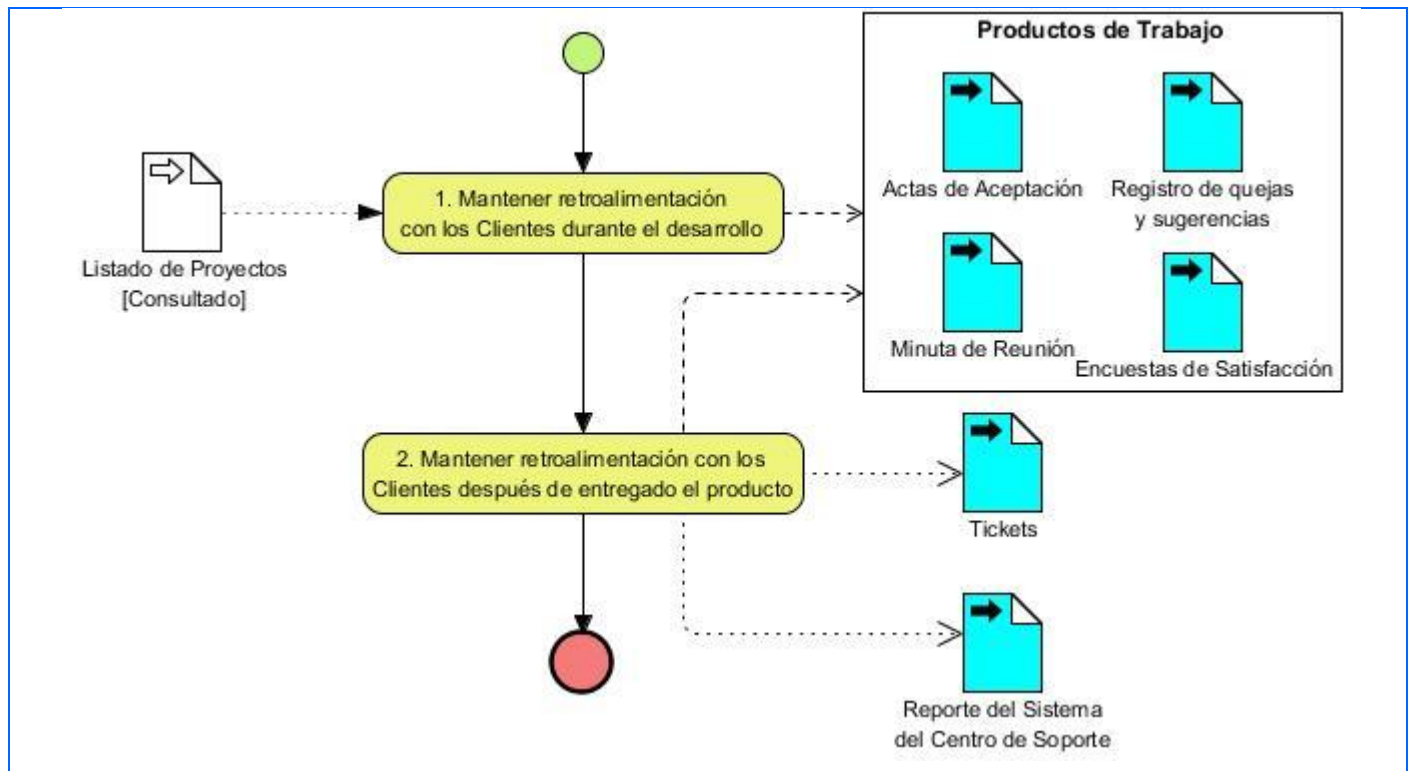 Productos de Trabajo
Actas de Aceptación
Registro de quejas
y sugerencias
1. Mantener retroalimentación
con los Clientes durante el desarrollo
Listado de Proyectos
[Consultado]
Minuta de Reunión
Encuestas de Satisfacción
2. Mantener retroalimentación con los
Clientes después de entregado el producto
Tickets
Reporte del Sistema
del Centro de Soporte